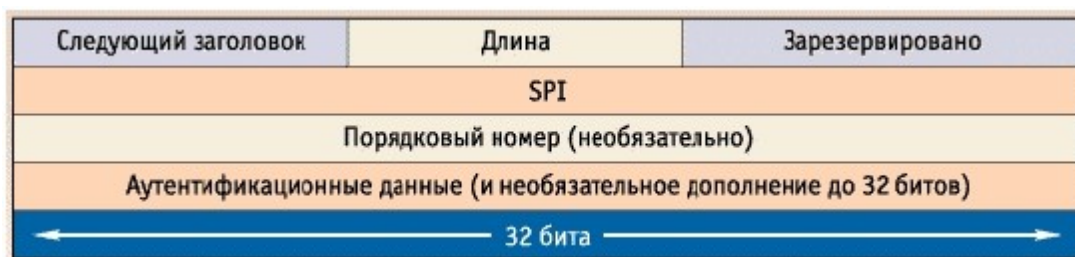 Следующий заголовок Длина Зарезервировано
SPI
Порядковый номер (необязательно)
Аутентификационные данные (и необязательное дополнение до 32 битов)
32 бита